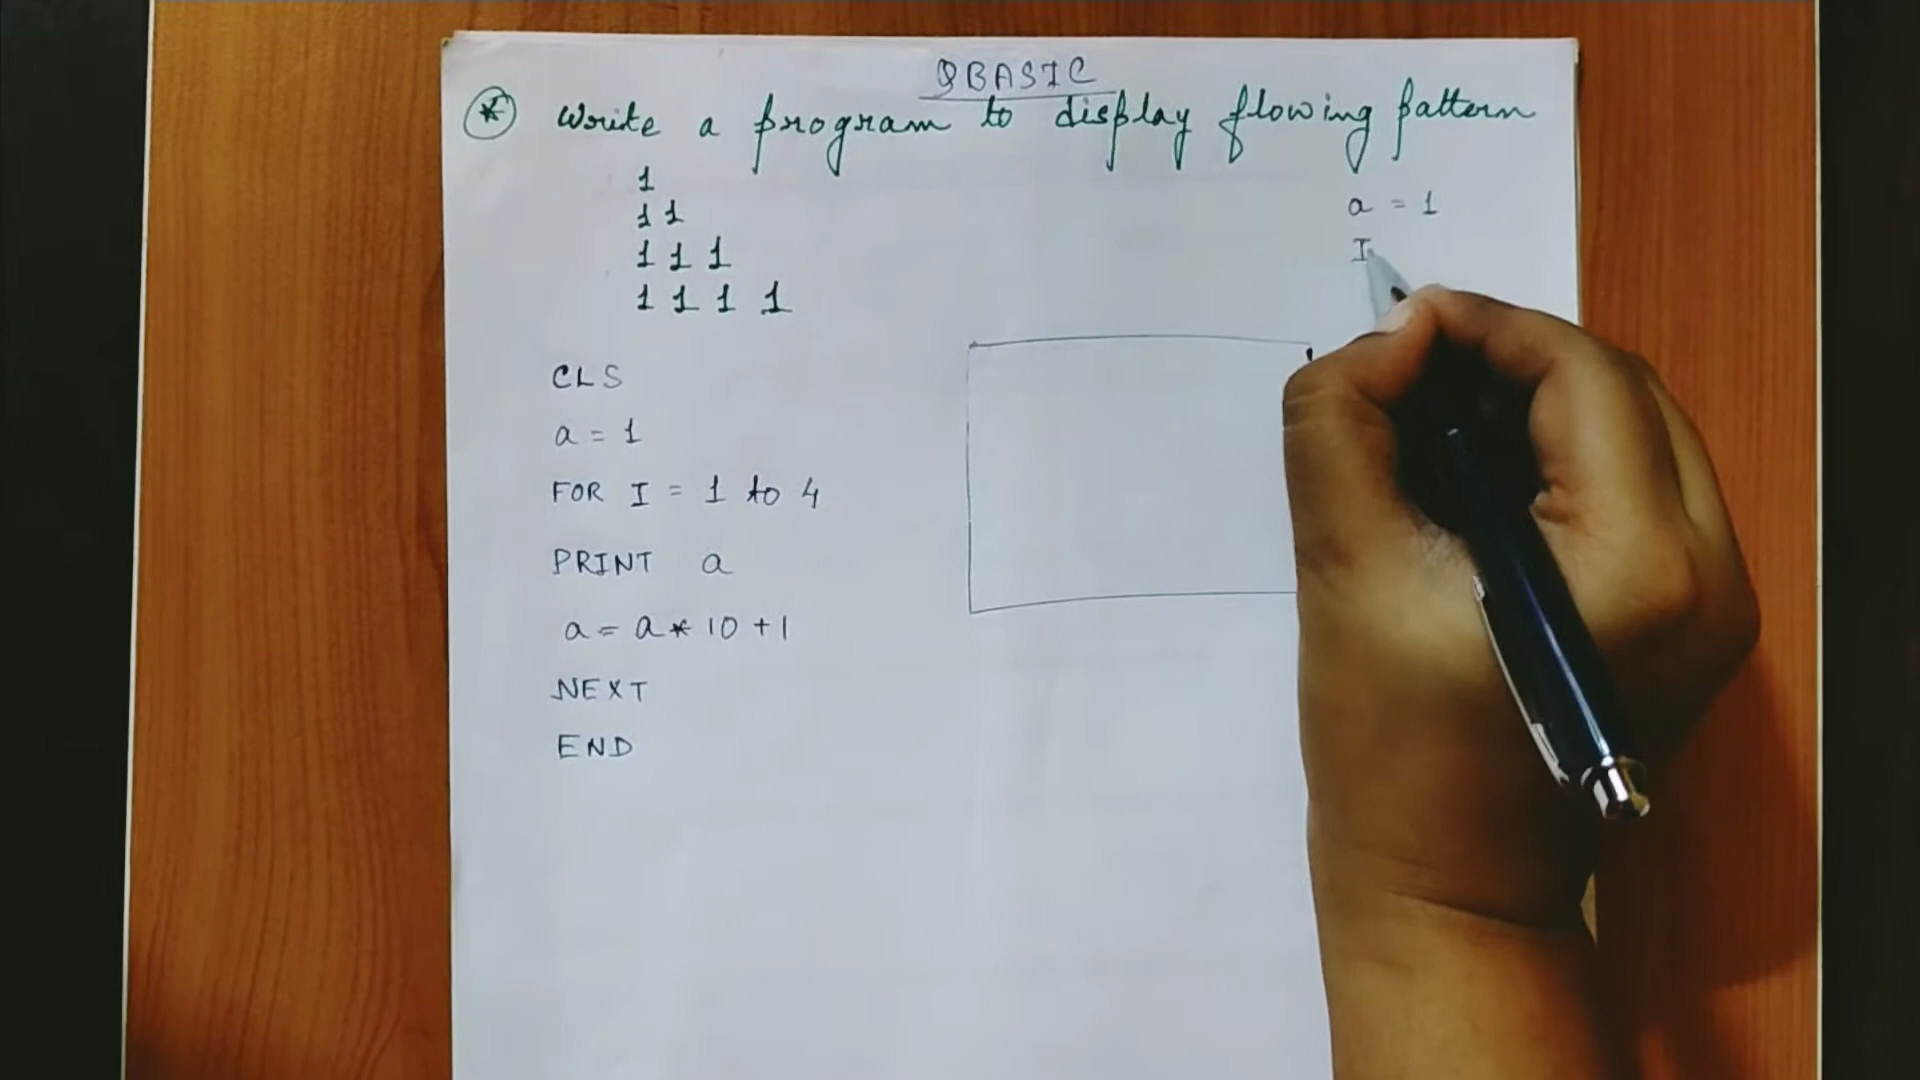 QBASIC
* Write a program to display flowing pattern
1
1 1
1 1 1
1 1 1 1
a = 1
I
CLS
a = 1
FOR I = 1 to 4
PRINT a
a = a * 10 + 1
NEXT
END